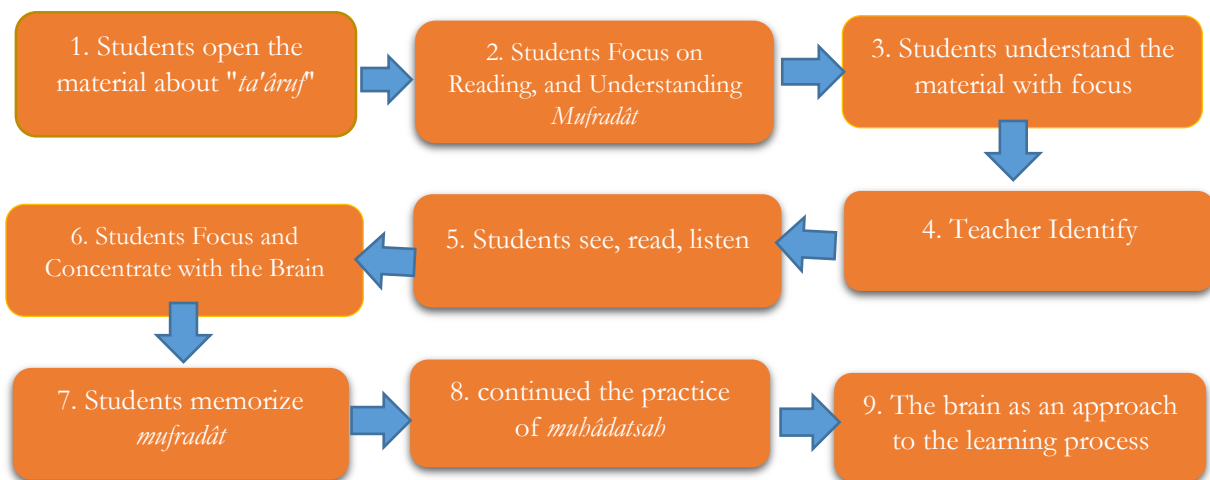 1. Students open the
material about "ta'âruf"
2. Students Focus on
Reading, and Understanding
Mufradât
3. Students understand the
material with focus
4. Teacher Identify
5. Students see, read, listen
6. Students Focus and
Concentrate with the Brain
7. Students memorize
mufradât
8. continued the practice
of muhâdatsah
9. The brain as an approach
to the learning process